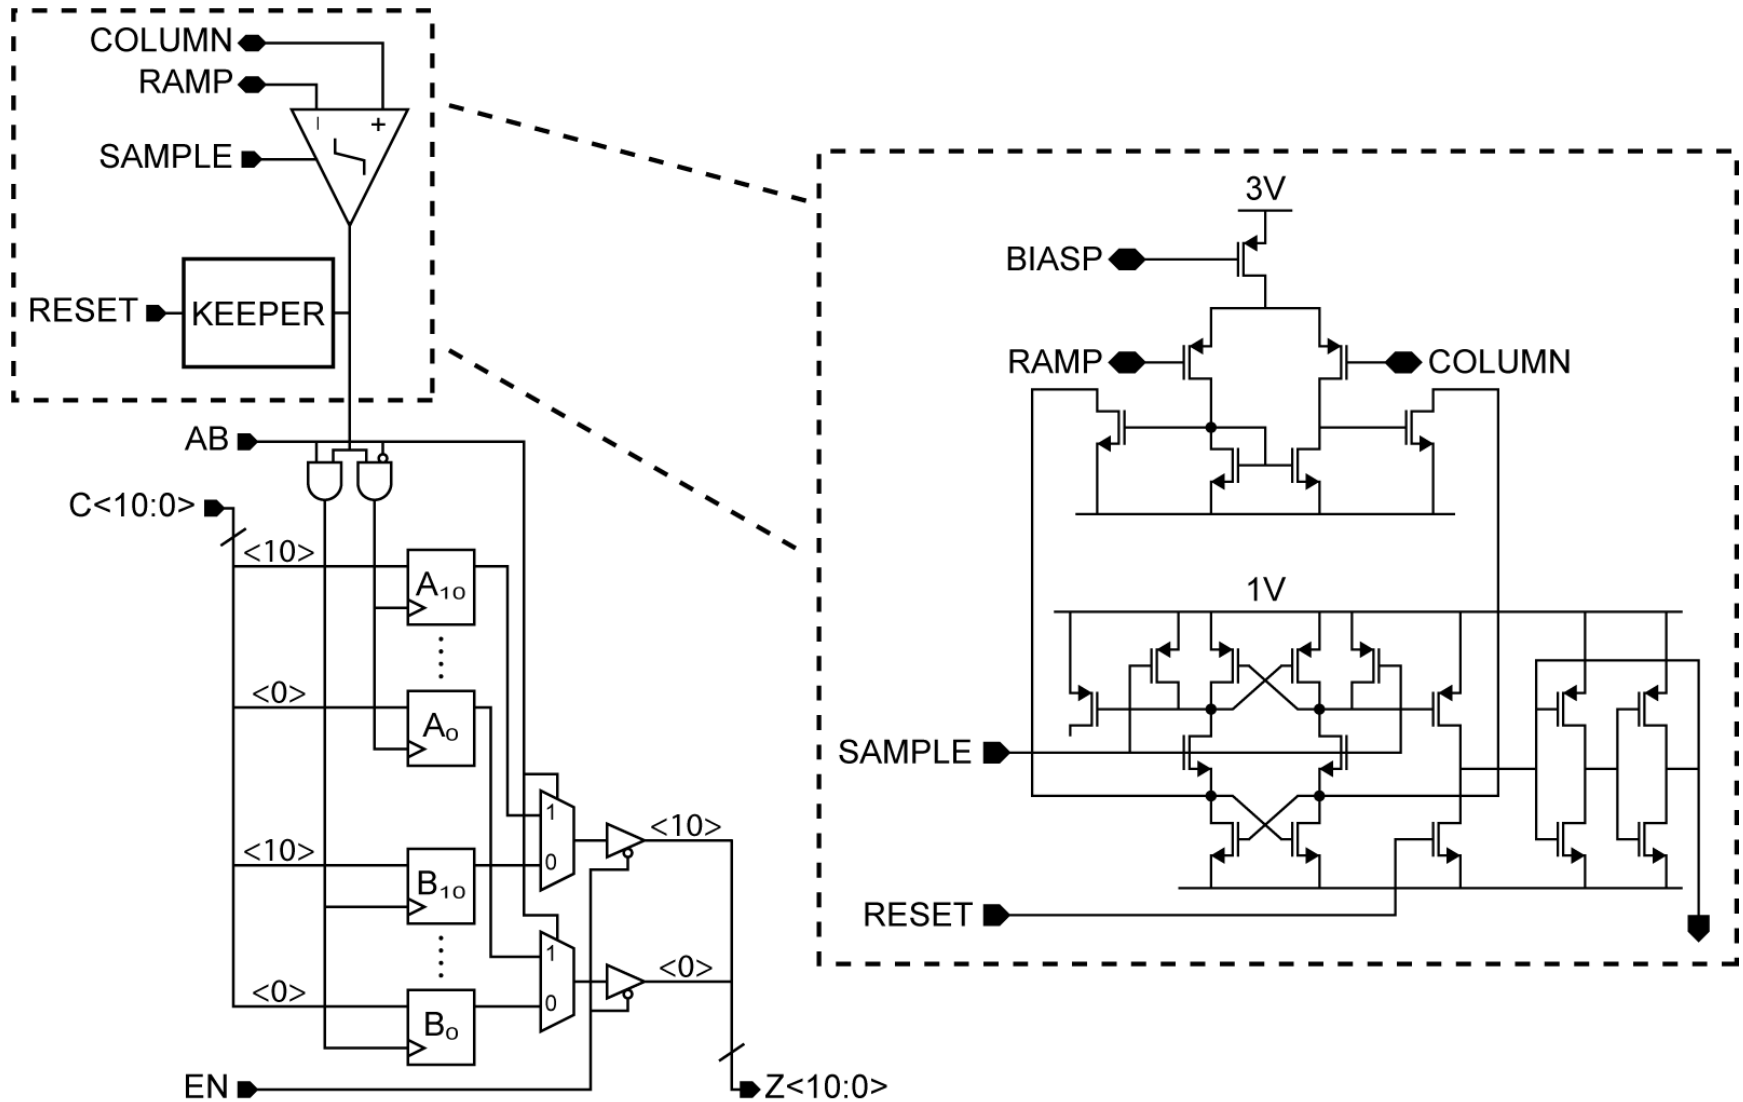 COLUMN
RAMP
− +
SAMPLE
RESET
KEEPER
AB
C<10:0>
<10>
A10
<0>
A0
<10>
B10
<0>
B0
1
0
1
0
<10>
<0>
EN
Z<10:0>
3V
BIASP
RAMP
COLUMN
1V
SAMPLE
RESET